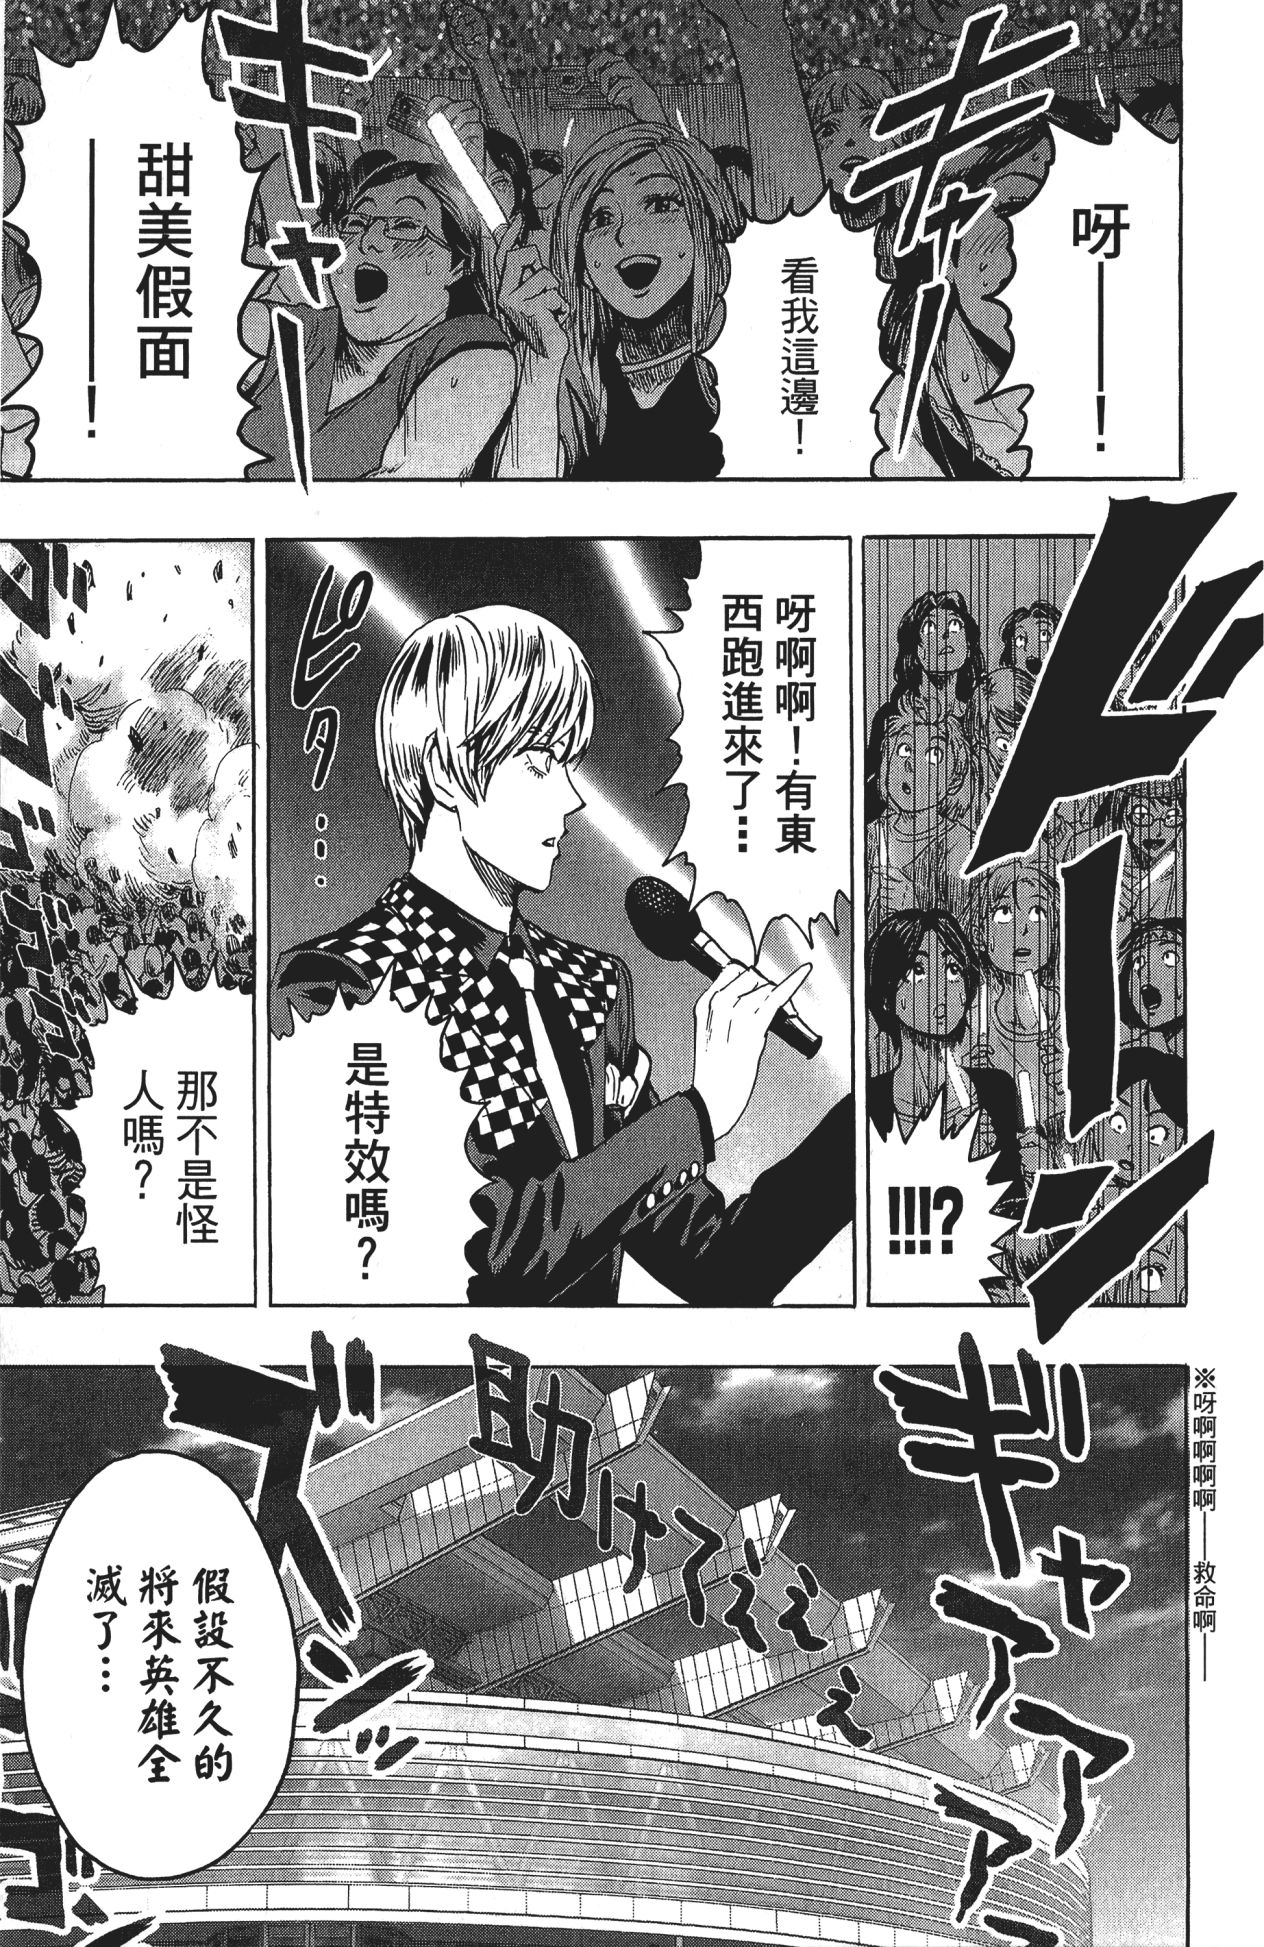 呀——！
キャ——
看我這邊！
キャ——
甜美假面
——！
ドーン
!!!?
呀啊啊！有東
西跑進來了…
ピタ…
是特效嗎？
那不是怪
人嗎？
※呀啊啊啊啊——救命啊——
ギャアアア
助けてぇぇ
假設不久的
將來英雄全
滅了…